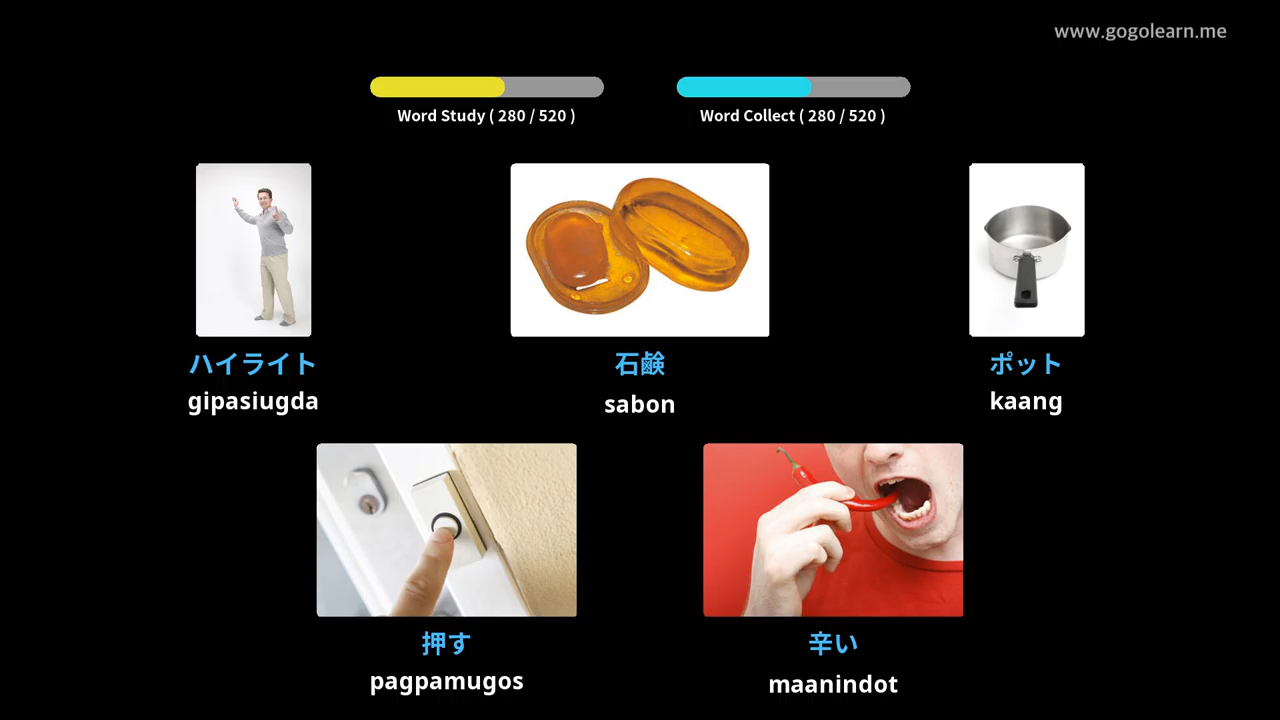 www.gogolearn.me
Word Study ( 280 / 520 )
Word Collect ( 280 / 520 )
ハイライト
gipasiugda
石鹸
sabon
ポット
kaang
押す
pagpamugos
辛い
maanindot